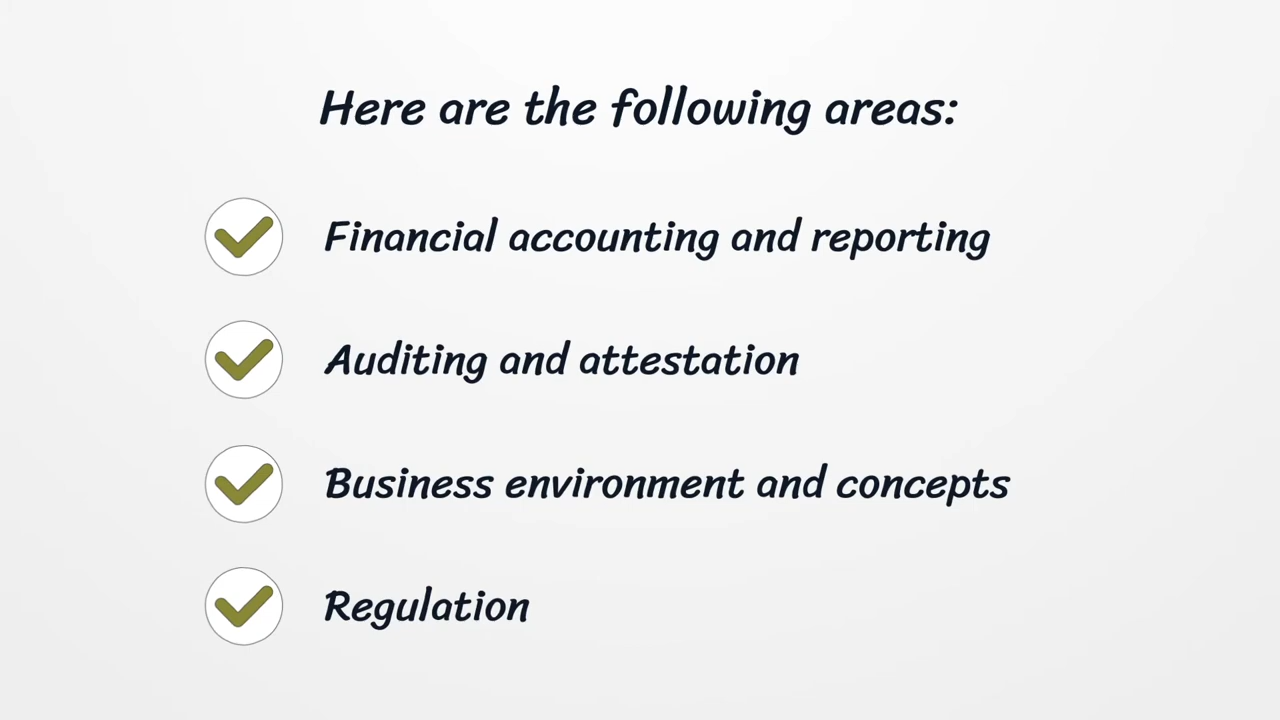 Here are the following areas:
Financial accounting and reporting
Auditing and attestation
Business environment and concepts
Regulation